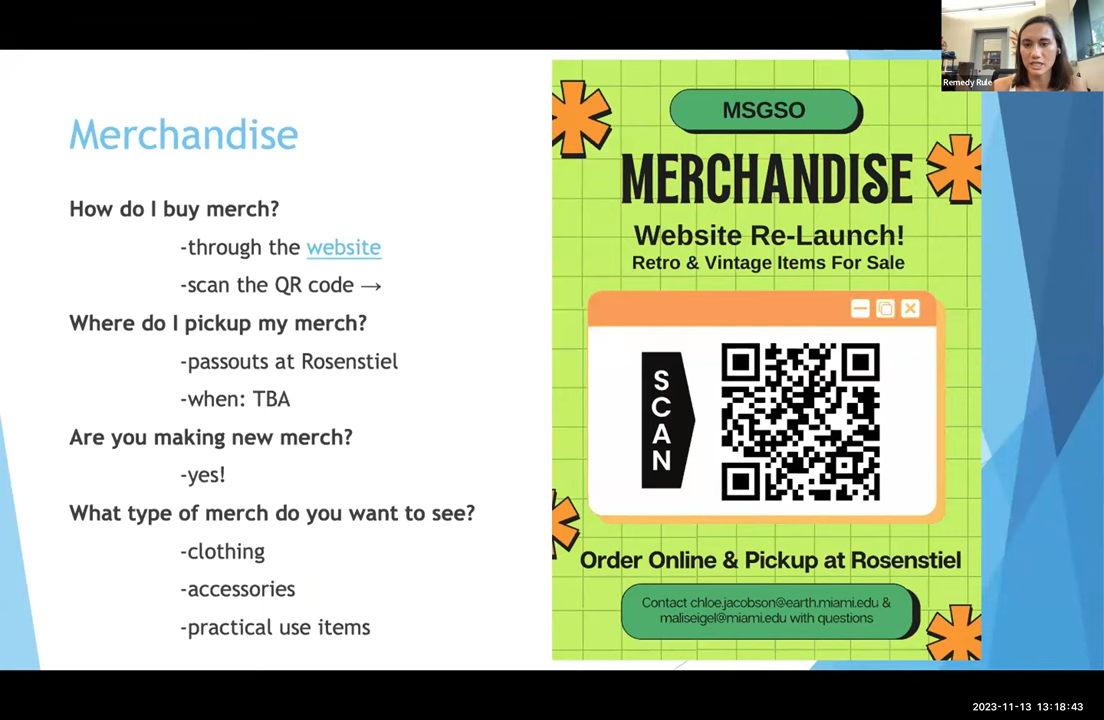 Merchandise
How do I buy merch?
-through the website
-scan the QR code →
Where do I pickup my merch?
-passouts at Rosenstiel
-when: TBA
Are you making new merch?
-yes!
What type of merch do you want to see?
-clothing
-accessories
-practical use items
MSGSO
MERCHANDISE
Website Re-Launch!
Retro & Vintage Items For Sale
SCAN
Order Online & Pickup at Rosenstiel
Contact chloe.jacobson@earth.miami.edu &
maliseigel@miami.edu with questions
Remedy Rule
2023-11-13 13:18:43